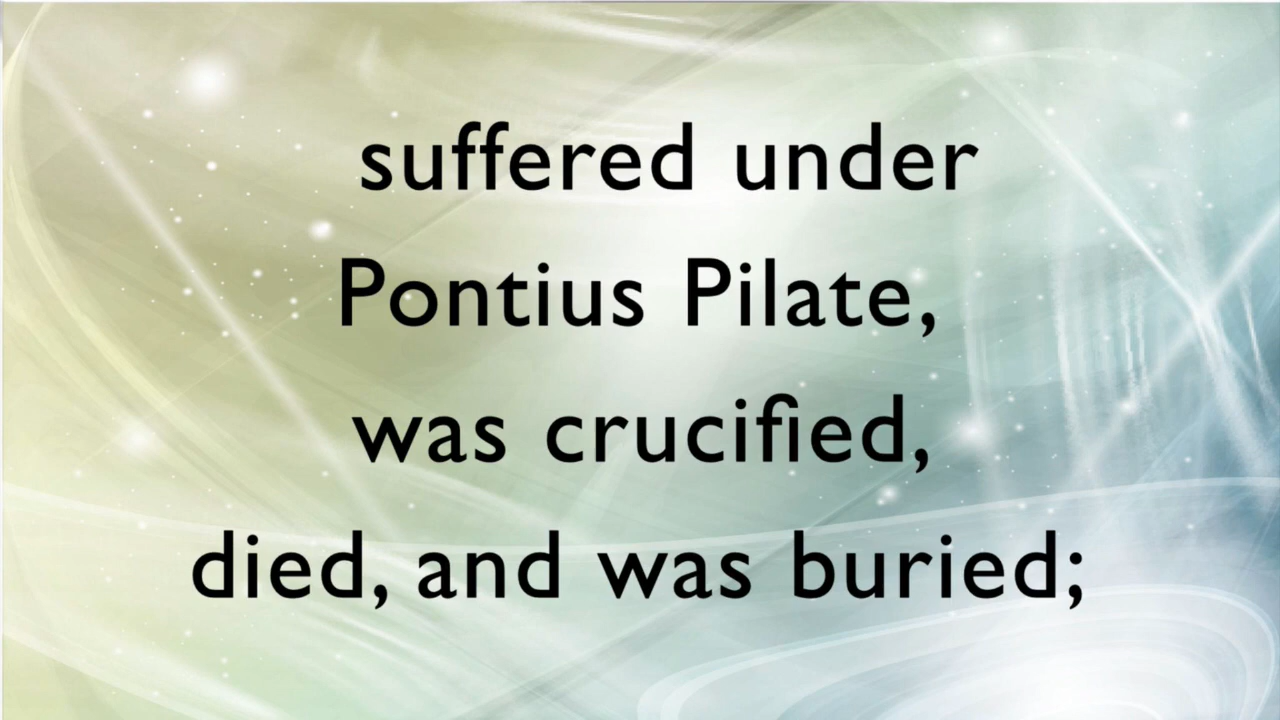 suffered under
Pontius Pilate,
was crucified,
died, and was buried;